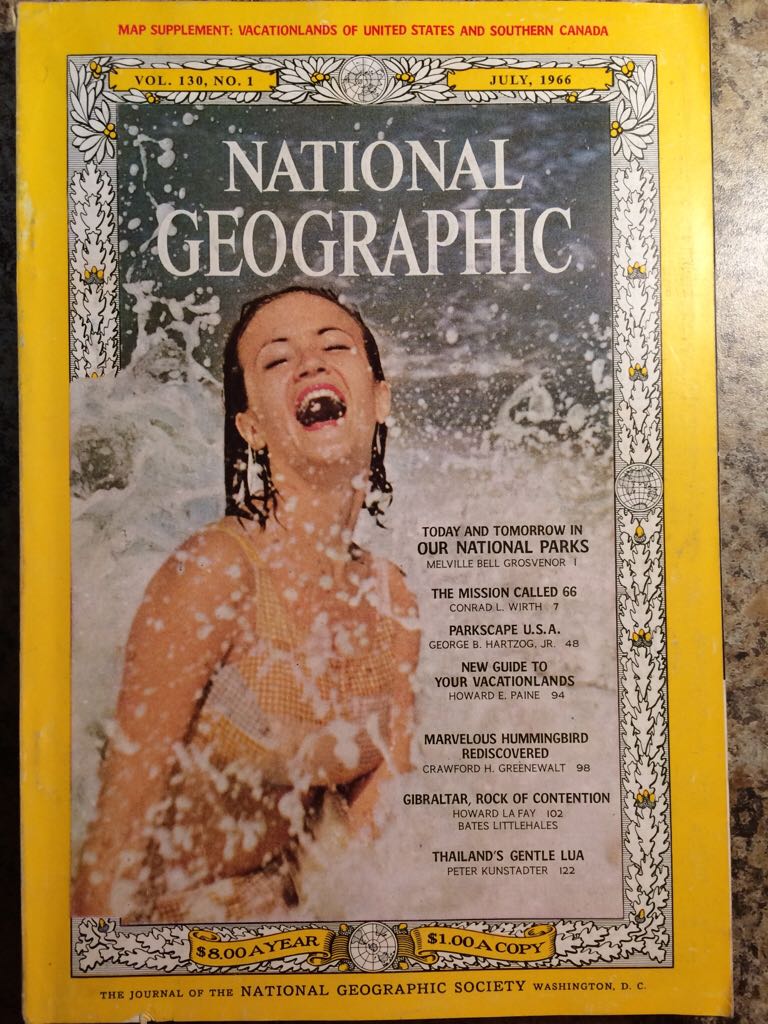 MAP SUPPLEMENT: VACATIONLANDS OF UNITED STATES AND SOUTHERN CANADA
VOL. 130, NO. 1
JULY, 1966
NATIONAL
GEOGRAPHIC
TODAY AND TOMORROW IN
OUR NATIONAL PARKS
MELVILLE BELL GROSVENOR 1
THE MISSION CALLED 66
CONRAD L. WIRTH 7
PARKSCAPE U.S.A.
GEORGE B. HARTZOG, JR. 48
NEW GUIDE TO
YOUR VACATIONLANDS
HOWARD E. PAINE 94
MARVELOUS HUMMINGBIRD
REDISCOVERED
CRAWFORD H. GREENEWALT 98
GIBRALTAR, ROCK OF CONTENTION
HOWARD LA FAY 102
BATES LITTLEHALES
THAILAND'S GENTLE LUA
PETER KUNSTADTER 122
$8.00 A YEAR
$1.00 A COPY
THE JOURNAL OF THE NATIONAL GEOGRAPHIC SOCIETY WASHINGTON, D. C.